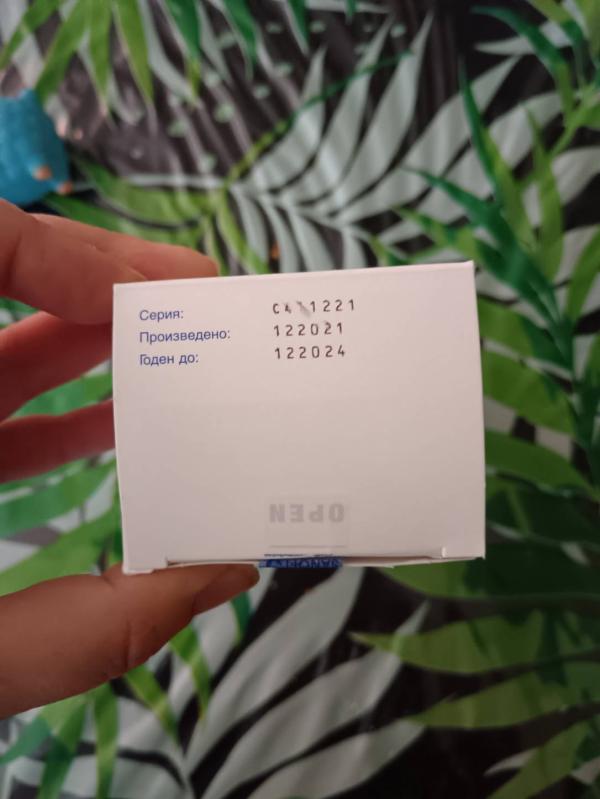 Серия:
Произведено: 122021
Годен до: 122024
OPEN